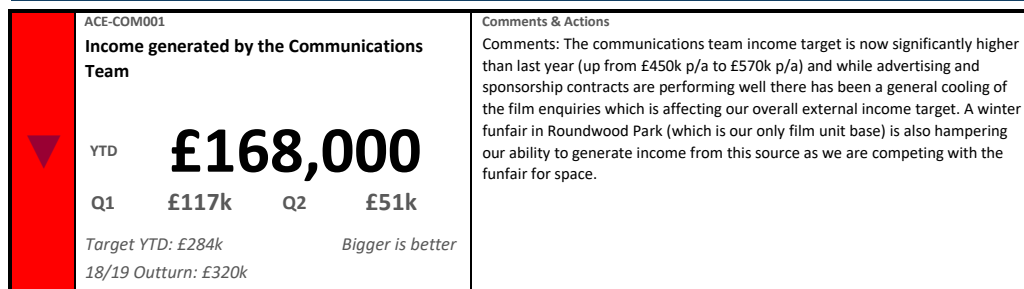 ACE-COM001
Income generated by the Communications
Team
YTD
£168,000
Q1 £117k Q2 £51k
Target YTD: £284k Bigger is better
18/19 Outturn: £320k
Comments & Actions
Comments: The communications team income target is now significantly higher
than last year (up from £450k p/a to £570k p/a) and while advertising and
sponsorship contracts are performing well there has been a general cooling of
the film enquiries which is affecting our overall external income target. A winter
funfair in Roundwood Park (which is our only film unit base) is also hampering
our ability to generate income from this source as we are competing with the
funfair for space.